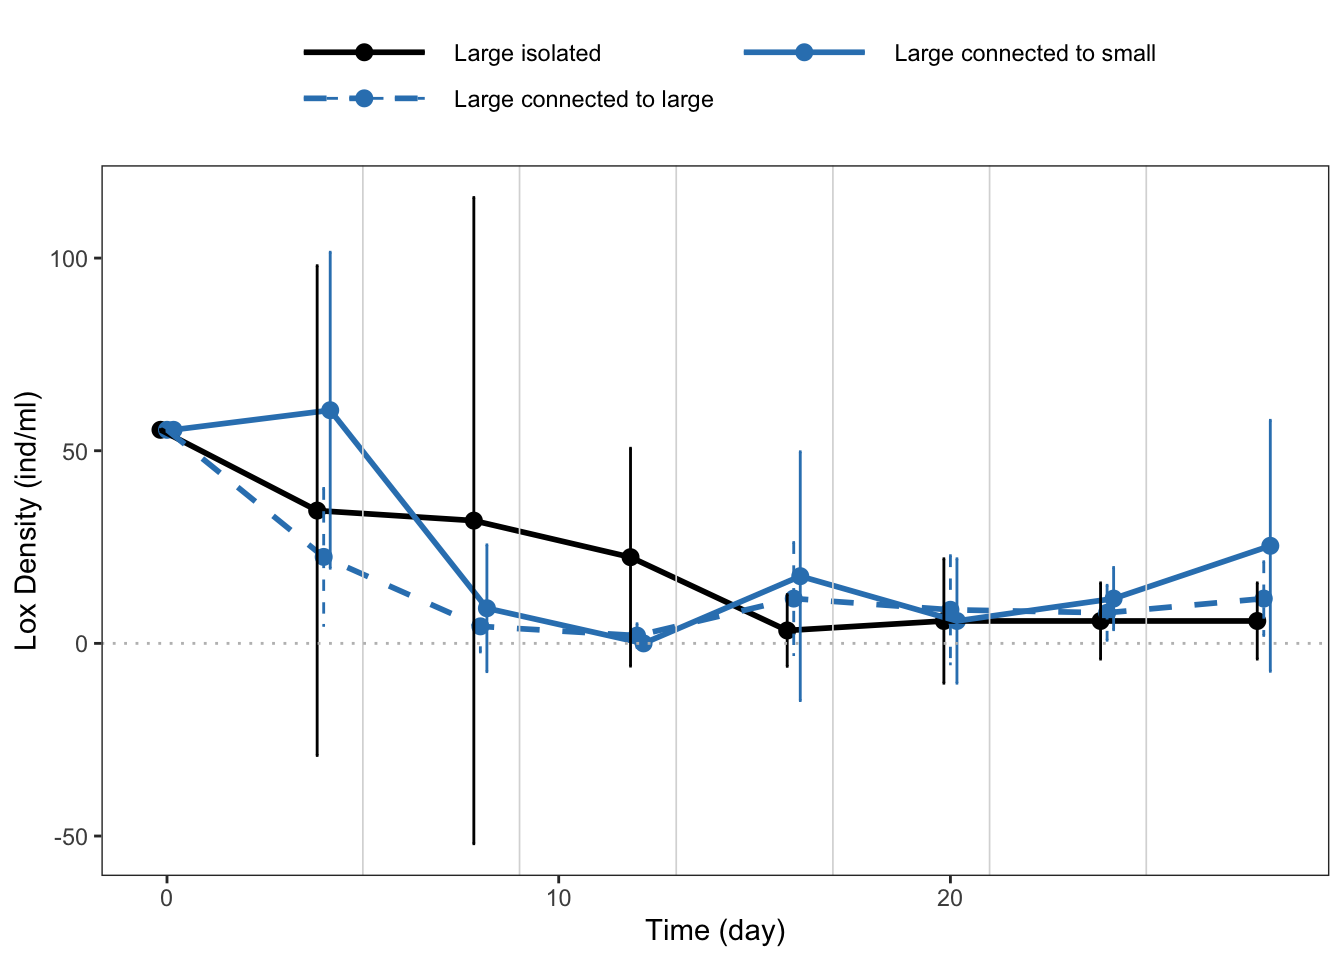 Large isolated
Large connected to small
Large connected to large
Lox Density (ind/ml)
100
50
0
-50
0
10
20
Time (day)